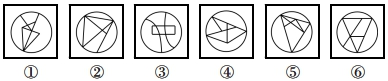 ① ② ③ ④ ⑤ ⑥